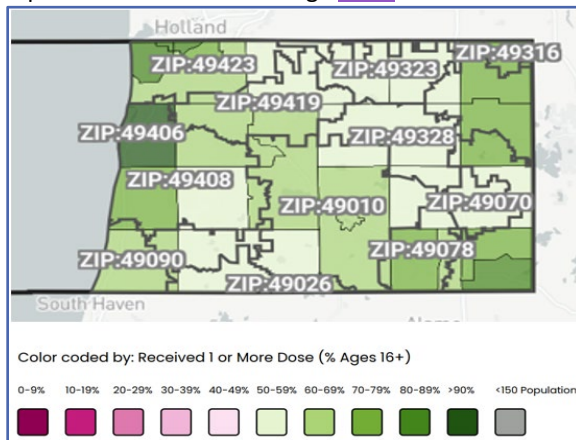 Holland
ZIP:49316
ZIP:49423
ZIP:49323
ZIP:49419
ZIP:49406
ZIP:49328
ZIP:49408
ZIP:49070
ZIP:49010
ZIP:49078
ZIP:49090
ZIP:49026
South Haven
Color coded by: Received 1 or More Dose (% Ages 16+)
0-9% 10-19% 20-29% 30-39% 40-49% 50-59% 60-69% 70-79% 80-89% >90% <150 Population